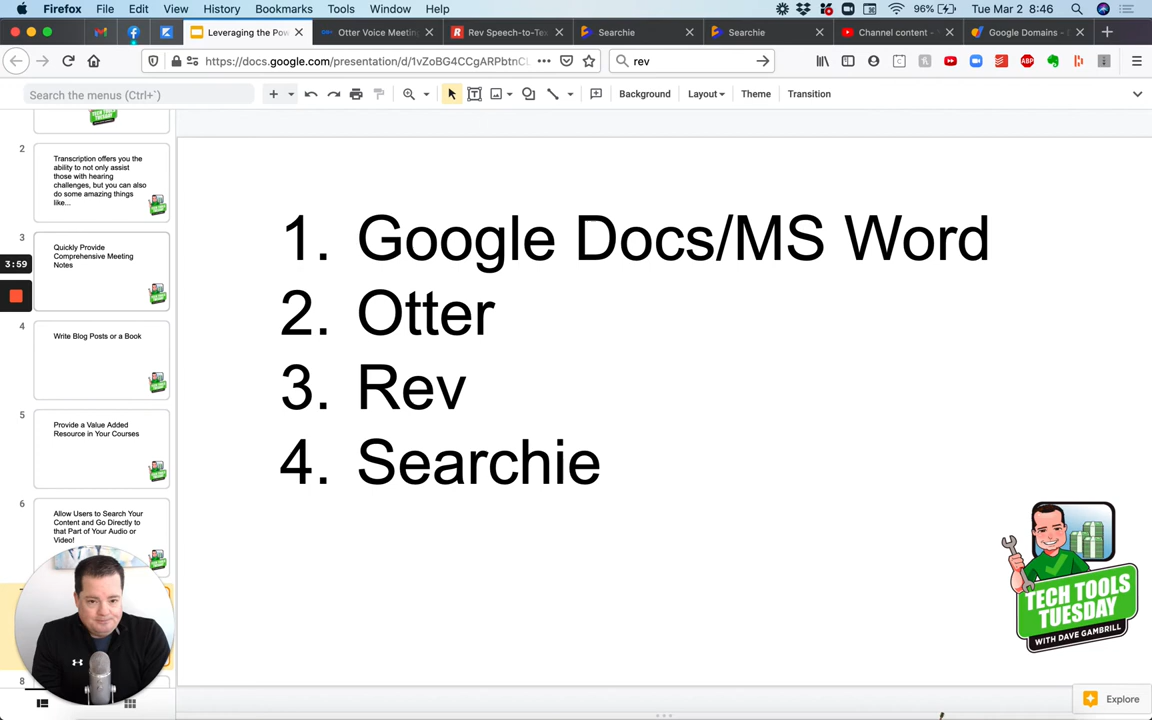 Firefox File Edit View History Bookmarks Tools Window Help 96% Tue Mar 2 8:46
Leveraging the Pow Otter Voice Meeting Rev Speech-to-Tex Searchie Searchie Channel content - Google Domains -
https://docs.google.com/presentation/d/1vZoBG4CCgARPbtnCL rev
Search the menus (Ctrl+`) Background Layout Theme Transition
2
Transcription offers you the
ability to not only assist
those with hearing
challenges, but you can also
do some amazing things
like...
3
Quickly Provide
Comprehensive Meeting
Notes
3:59
4
Write Blog Posts or a Book
5
Provide a Value Added
Resource in Your Courses
6
Allow Users to Search Your
Content and Go Directly to
that Part of Your Audio or
Video!
8
1. Google Docs/MS Word
2. Otter
3. Rev
4. Searchie
TECH TOOLS
TUESDAY
WITH DAVE GAMBRILL
Explore